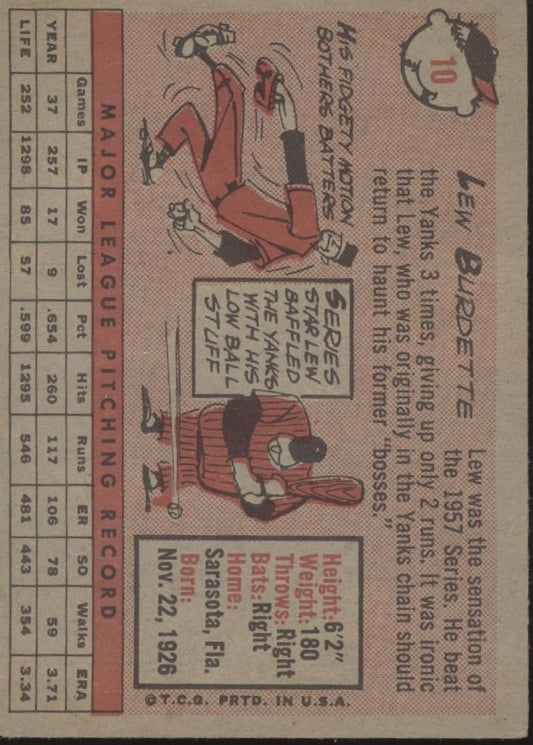 10
LEW BURDETTE
Lew was the sensation of
the 1957 Series. He beat
the Yanks 3 times, giving up only 2 runs. It was ironic
that Lew, who was originally in the Yanks chain should
return to haunt his former "bosses."
HIS FIDGETY MOTION
BOTHERS BATTERS
SERIES
STAR LEW
BAFFLED
THE YANKS
WITH HIS
LOW BALL
STUFF
Height: 6'2"
Weight: 180
Throws: Right
Bats: Right
Home:
Sarasota, Fla.
Born:
Nov. 22, 1926
©T.C.G. PRTD. IN U.S.A.
MAJOR LEAGUE PITCHING RECORD
Games IP Won Lost Pct Hits Runs ER SO Walks ERA
YEAR 37 257 17 9 .654 260 117 106 78 59 3.71
LIFE 252 1298 85 57 .599 1295 546 481 443 354 3.34